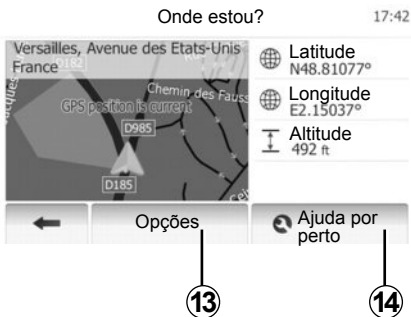 Onde estou?
17:42
Versailles, Avenue des Etats-Unis
France
D182
Chemin des Fauss
GPS position is current
D985
D185
Latitude
N48.81077°
Longitude
E2.15037°
Altitude
492 ft
Opções
Ajuda por
perto
13
14